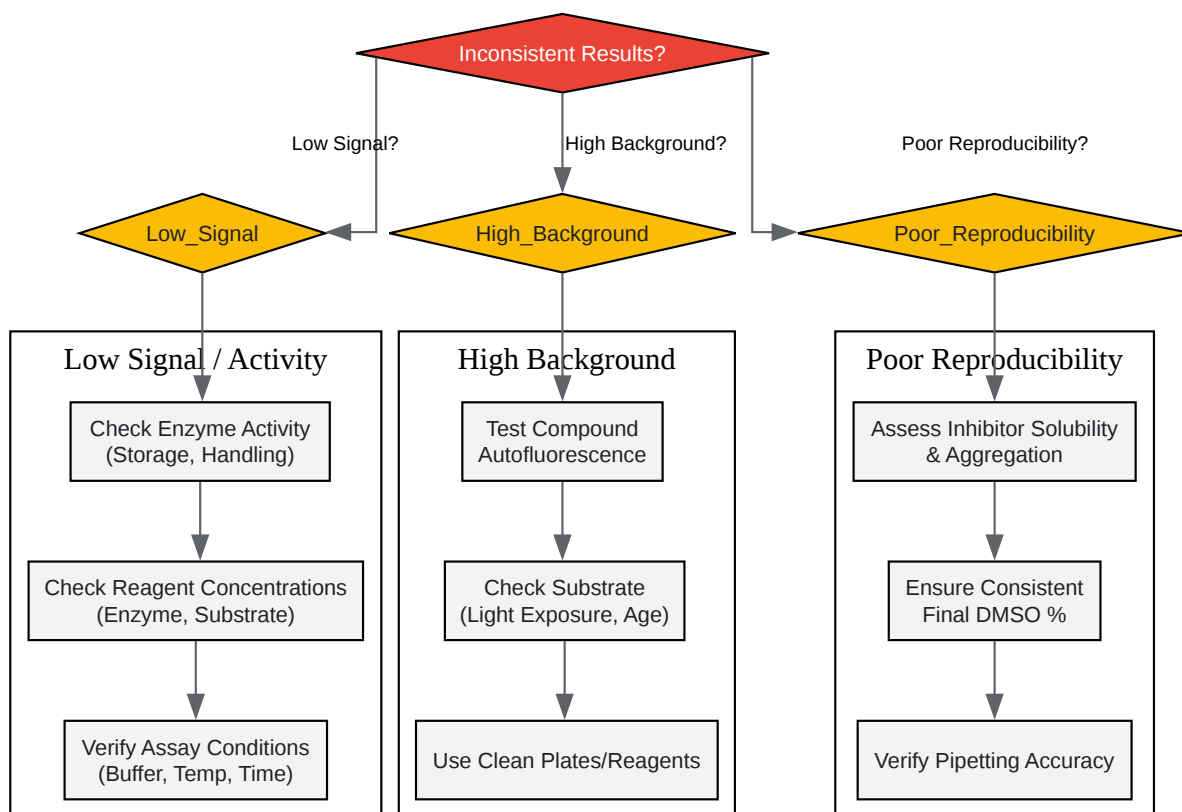 Inconsistent Results?
Low Signal?
High Background?
Poor Reproducibility?
Low_Signal
High_Background
Poor_Reproducibility
Low Signal / Activity
High Background
Poor Reproducibility
Check Enzyme Activity
(Storage, Handling)
Test Compound
Autofluorescence
Assess Inhibitor Solubility
& Aggregation
Check Reagent Concentrations
(Enzyme, Substrate)
Check Substrate
(Light Exposure, Age)
Ensure Consistent
Final DMSO %
Verify Assay Conditions
(Buffer, Temp, Time)
Use Clean Plates/Reagents
Verify Pipetting Accuracy